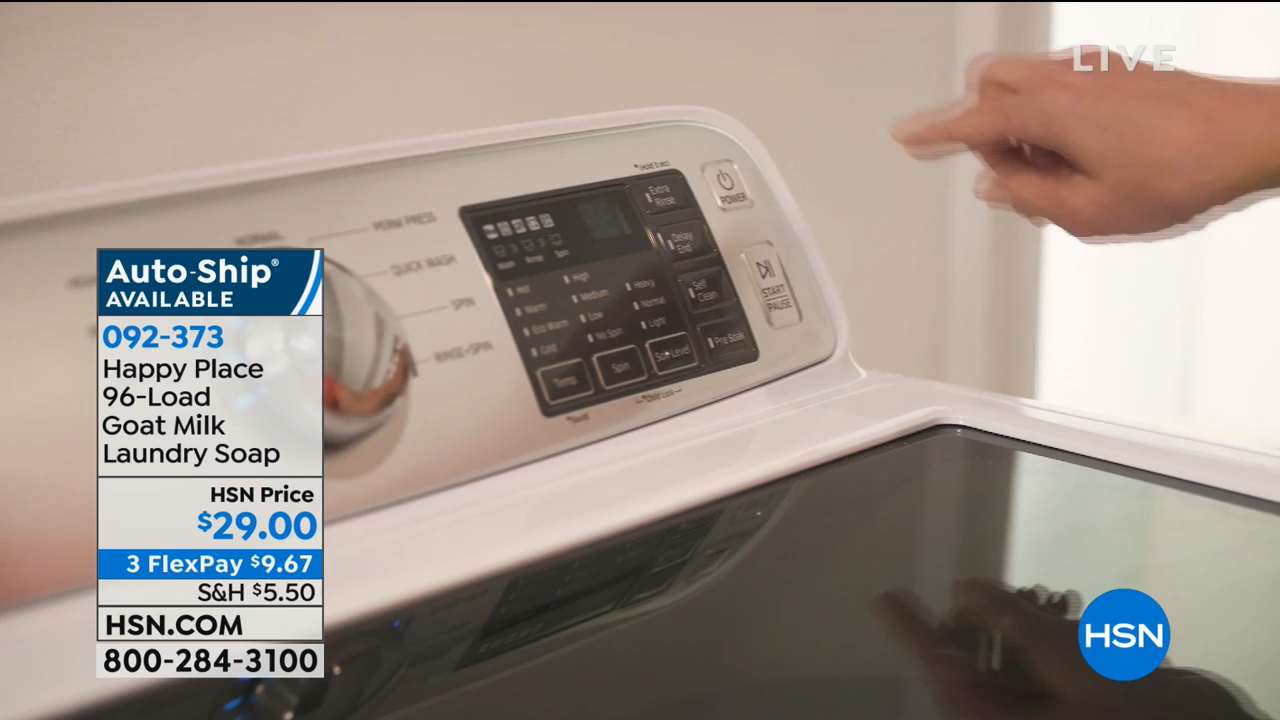 LIVE
Auto-Ship®
AVAILABLE
092-373
Happy Place
96-Load
Goat Milk
Laundry Soap
HSN Price
$29.00
3 FlexPay $9.67
S&H $5.50
HSN.COM
800-284-3100
HSN
NORMAL
PERM PRESS
QUICK WASH
SPIN
RINSE+SPIN
Extra
Rinse
Delay
End
Self
Clean
Pre Soak
Hot
Warm
Eco Warm
Cold
High
Medium
Low
No Spin
Heavy
Normal
Light
Temp
Spin
Soil Level
POWER
START
PAUSE